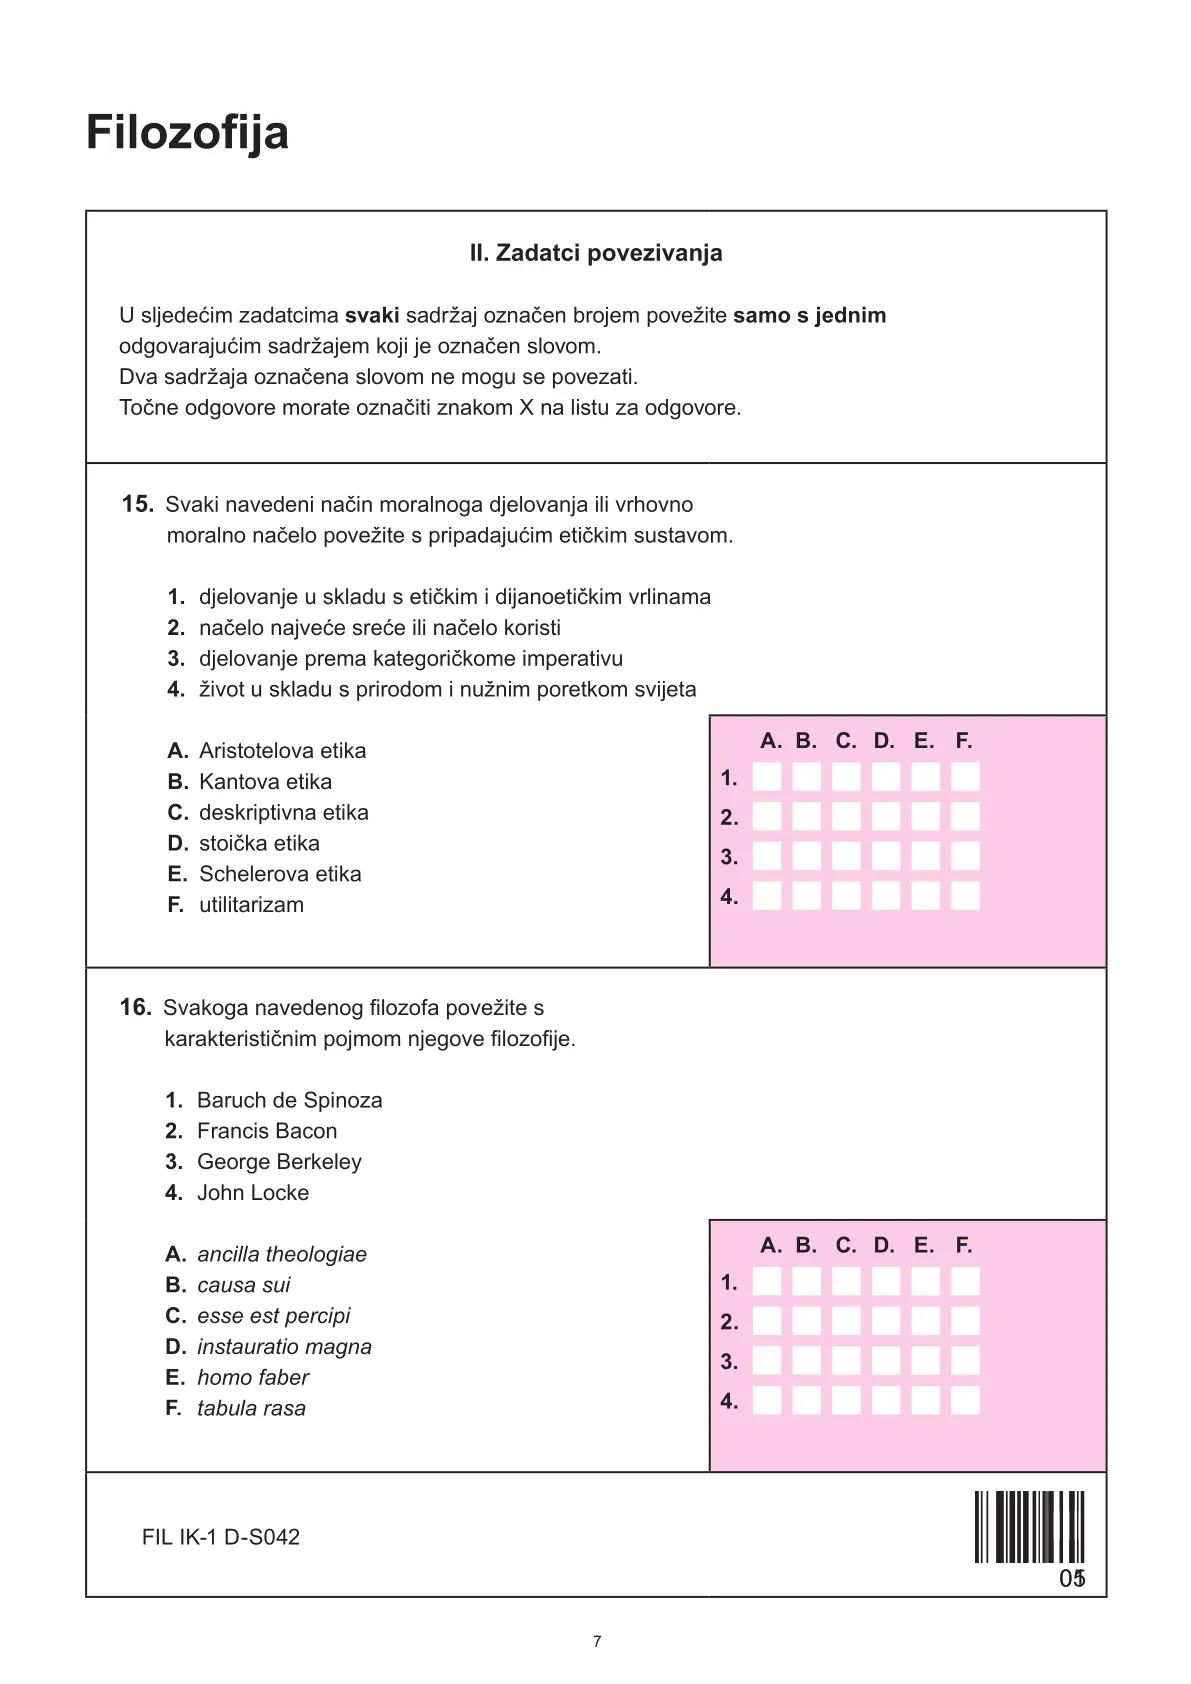 Filozofija
II. Zadatci povezivanja
U sljedećim zadatcima svaki sadržaj označen brojem povežite samo s jednim
odgovarajućim sadržajem koji je označen slovom.
Dva sadržaja označena slovom ne mogu se povezati.
Točne odgovore morate označiti znakom X na listu za odgovore.
15. Svaki navedeni način moralnoga djelovanja ili vrhovno
moralno načelo povežite s pripadajućim etičkim sustavom.
1. djelovanje u skladu s etičkim i dijanoetičkim vrlinama
2. načelo najveće sreće ili načelo koristi
3. djelovanje prema kategoričkome imperativu
4. život u skladu s prirodom i nužnim poretkom svijeta
A. Aristotelova etika
B. Kantova etika
C. deskriptivna etika
D. stoička etika
E. Schelerova etika
F. utilitarizam
A. B. C. D. E. F.
1.
2.
3.
4.
16. Svakoga navedenog filozofa povežite s
karakterističnim pojmom njegove filozofije.
1. Baruch de Spinoza
2. Francis Bacon
3. George Berkeley
4. John Locke
A. ancilla theologiae
B. causa sui
C. esse est percipi
D. instauratio magna
E. homo faber
F. tabula rasa
A. B. C. D. E. F.
1.
2.
3.
4.
FIL IK-1 D-S042
7